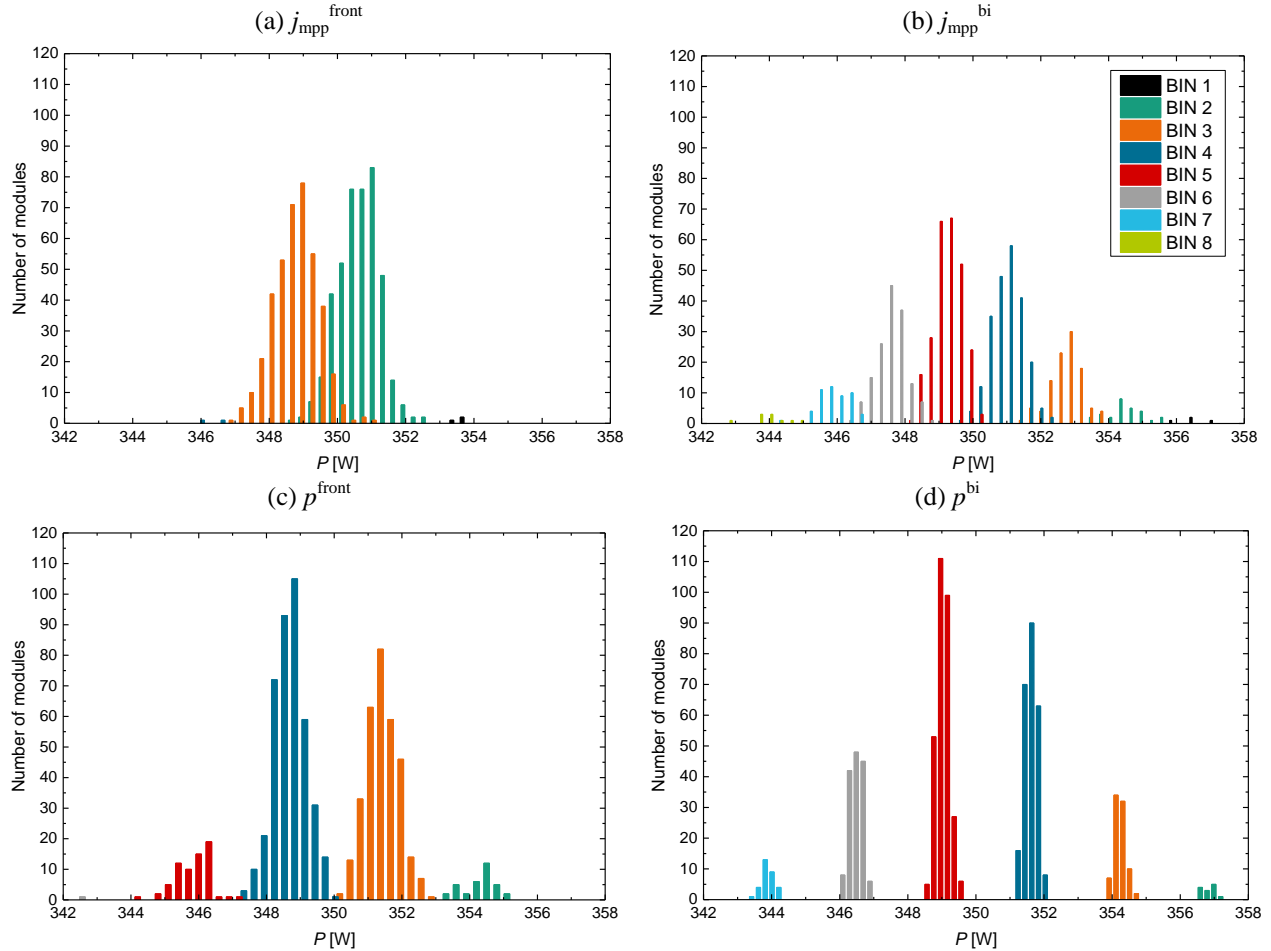 (a) j_mpp^front
120
110
100
90
80
70
60
50
40
30
20
10
0
Number of modules
342 344 346 348 350 352 354 356 358
P [W]
(b) j_mpp^bi
120
110
100
90
80
70
60
50
40
30
20
10
0
Number of modules
BIN 1
BIN 2
BIN 3
BIN 4
BIN 5
BIN 6
BIN 7
BIN 8
342 344 346 348 350 352 354 356 358
P [W]
(c) p^front
120
110
100
90
80
70
60
50
40
30
20
10
0
Number of modules
342 344 346 348 350 352 354 356 358
P [W]
(d) p^bi
120
110
100
90
80
70
60
50
40
30
20
10
0
Number of modules
342 344 346 348 350 352 354 356 358
P [W]